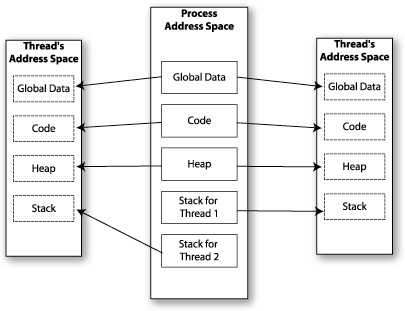 Thread's
Address Space
Global Data
Code
Heap
Stack
Process
Address Space
Global Data
Code
Heap
Stack for
Thread 1
Stack for
Thread 2
Thread's
Address Space
Global Data
Code
Heap
Stack